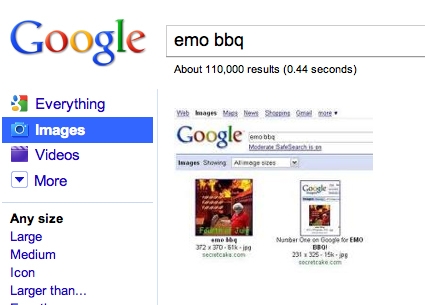 Google
emo bbq
About 110,000 results (0.44 seconds)
Everything
Images
Videos
More
Any size
Large
Medium
Icon
Larger than...
Web Images Maps News Shopping Gmail more ▼
Google
emo bbq
Moderate SafeSearch is on
Images Showing: All image sizes
Fourth of July
emo bbq
372 x 370 - 61k - jpg
secretcake.com
Number One on Google for EMO
BBQ!
231 x 325 - 15k - jpg
secretcake.com